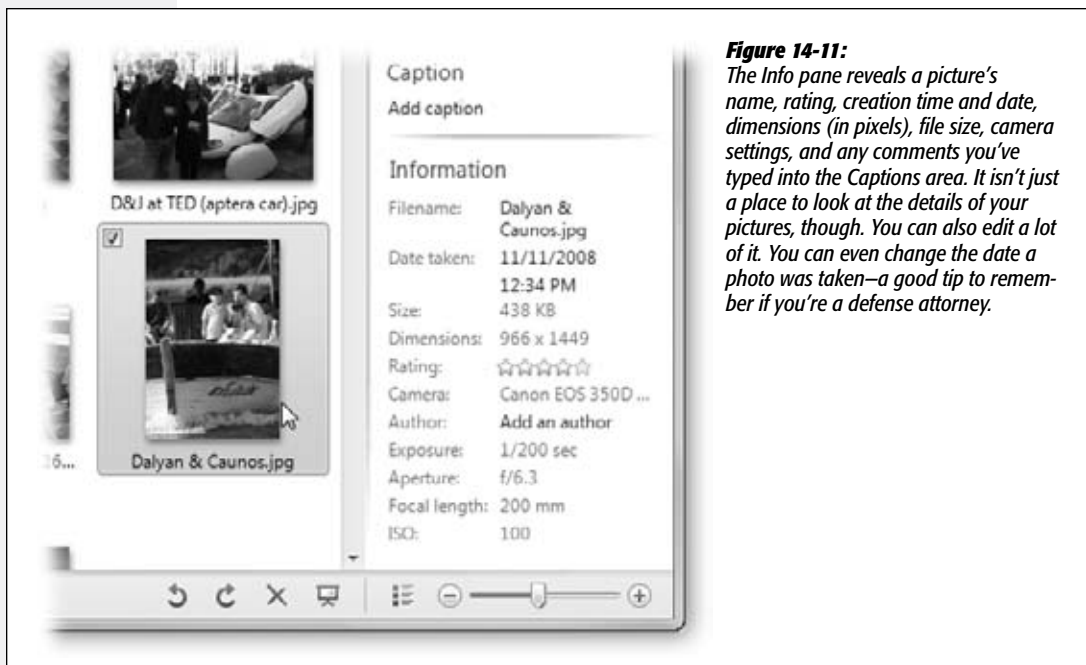 Caption
Add caption
Information
Filename: Dalyan &
Caunos.jpg
Date taken: 11/11/2008
12:34 PM
Size: 438 KB
Dimensions: 966 x 1449
Rating:
Camera: Canon EOS 350D ...
Author: Add an author
Exposure: 1/200 sec
Aperture: f/6.3
Focal length: 200 mm
ISO: 100
D&J at TED (aptera car).jpg
Dalyan & Caunos.jpg
6...
Figure 14-11:
The Info pane reveals a picture's
name, rating, creation time and date,
dimensions (in pixels), file size, camera
settings, and any comments you've
typed into the Captions area. It isn't just
a place to look at the details of your
pictures, though. You can also edit a lot
of it. You can even change the date a
photo was taken—a good tip to remem-
ber if you're a defense attorney.